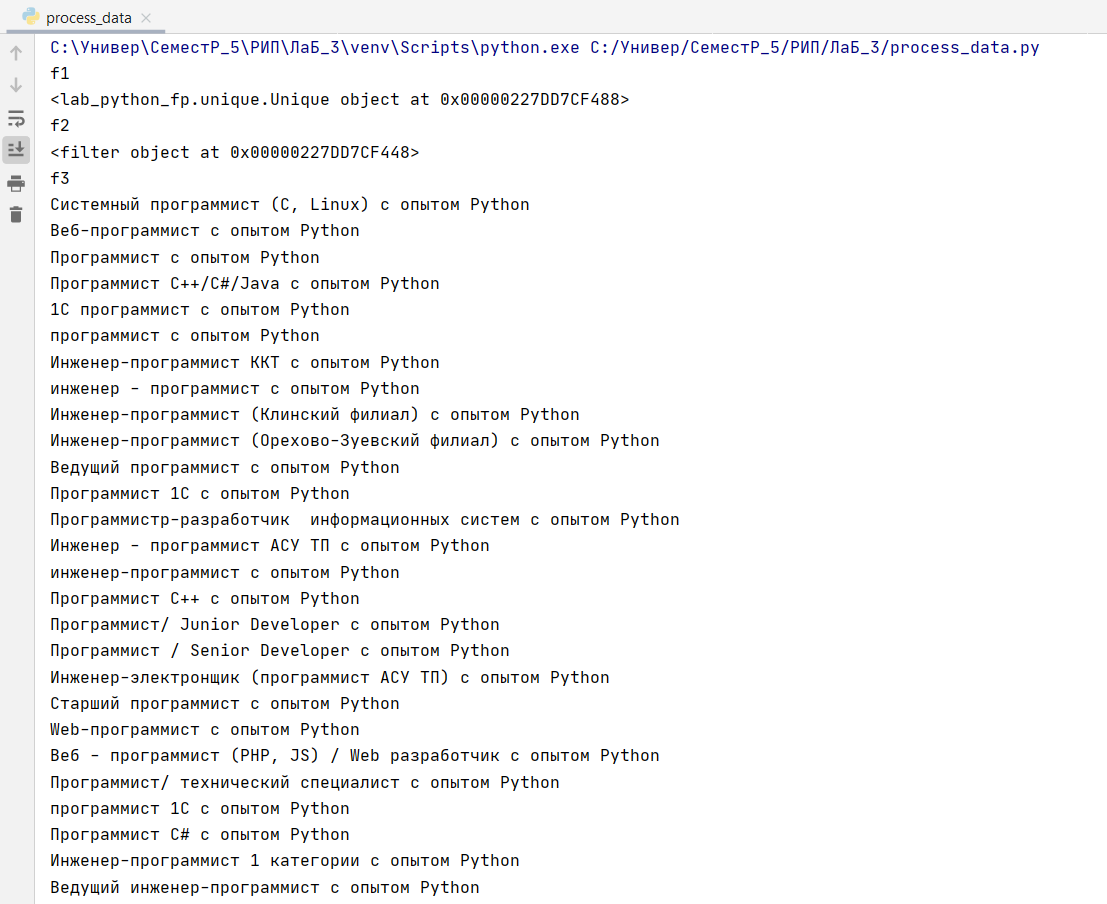 process_data
C:\Универ\СеместР_5\РИП\ЛаБ_3\venv\Scripts\python.exe C:/Универ/СеместР_5/РИП/ЛаБ_3/process_data.py
f1
<lab_python_fp.unique.Unique object at 0x00000227DD7CF488>
f2
<filter object at 0x00000227DD7CF448>
f3
Системный программист (C, Linux) с опытом Python
Веб-программист с опытом Python
Программист с опытом Python
Программист C++/C#/Java с опытом Python
1С программист с опытом Python
программист с опытом Python
Инженер-программист ККТ с опытом Python
инженер - программист с опытом Python
Инженер-программист (Клинский филиал) с опытом Python
Инженер-программист (Орехово-Зуевский филиал) с опытом Python
Ведущий программист с опытом Python
Программист 1С с опытом Python
Программистр-разработчик  информационных систем с опытом Python
Инженер - программист АСУ ТП с опытом Python
инженер-программист с опытом Python
Программист C++ с опытом Python
Программист/ Junior Developer с опытом Python
Программист / Senior Developer с опытом Python
Инженер-электронщик (программист АСУ ТП) с опытом Python
Старший программист с опытом Python
Web-программист с опытом Python
Веб - программист (PHP, JS) / Web разработчик с опытом Python
Программист/ технический специалист с опытом Python
программист 1С с опытом Python
Программист C# с опытом Python
Инженер-программист 1 категории с опытом Python
Ведущий инженер-программист с опытом Python